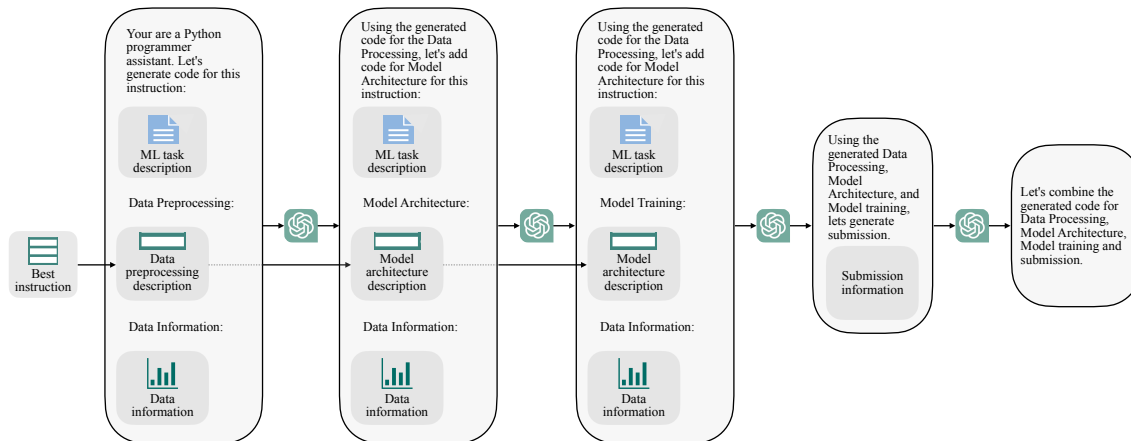 Best
instruction
Your are a Python
programmer
assistant. Let's
generate code for this
instruction:
ML task
description
Data Preprocessing:
Data
preprocessing
description
Data Information:
Data
information
Using the generated
code for the Data
Processing, let's add
code for Model
Architecture for this
instruction:
ML task
description
Model Architecture:
Model
architecture
description
Data Information:
Data
information
Using the generated
code for the Data
Processing, let's add
code for Model
Architecture for this
instruction:
ML task
description
Model Training:
Model
architecture
description
Data Information:
Data
information
Using the
generated Data
Processing,
Model
Architecture, and
Model training,
lets generate
submission.
Submission
information
Let's combine the
generated code for
Data Processing,
Model Architecture,
Model training and
submission.